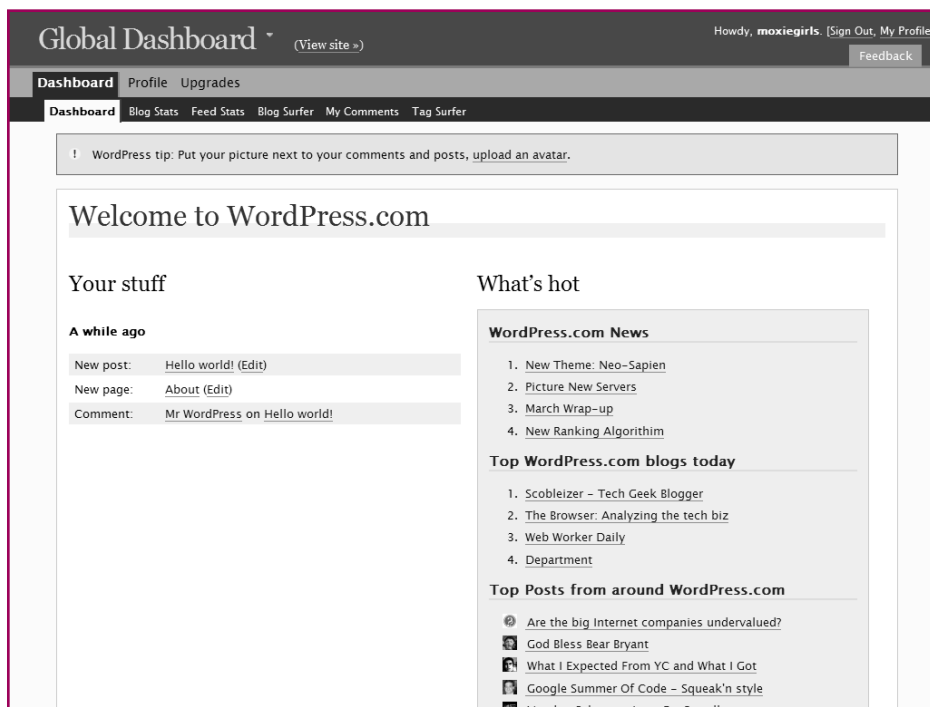 Global Dashboard (View site »)
Howdy, moxiegirls. [Sign Out, My Profile
Feedback
Dashboard Profile Upgrades
Dashboard Blog Stats Feed Stats Blog Surfer My Comments Tag Surfer
! WordPress tip: Put your picture next to your comments and posts, upload an avatar.
Welcome to WordPress.com
Your stuff
A while ago
New post: Hello world! (Edit)
New page: About (Edit)
Comment: Mr WordPress on Hello world!
What's hot
WordPress.com News
1. New Theme: Neo-Sapien
2. Picture New Servers
3. March Wrap-up
4. New Ranking Algorithim
Top WordPress.com blogs today
1. Scobleizer - Tech Geek Blogger
2. The Browser: Analyzing the tech biz
3. Web Worker Daily
4. Department
Top Posts from around WordPress.com
Are the big Internet companies undervalued?
God Bless Bear Bryant
What I Expected From YC and What I Got
Google Summer Of Code - Squeak'n style